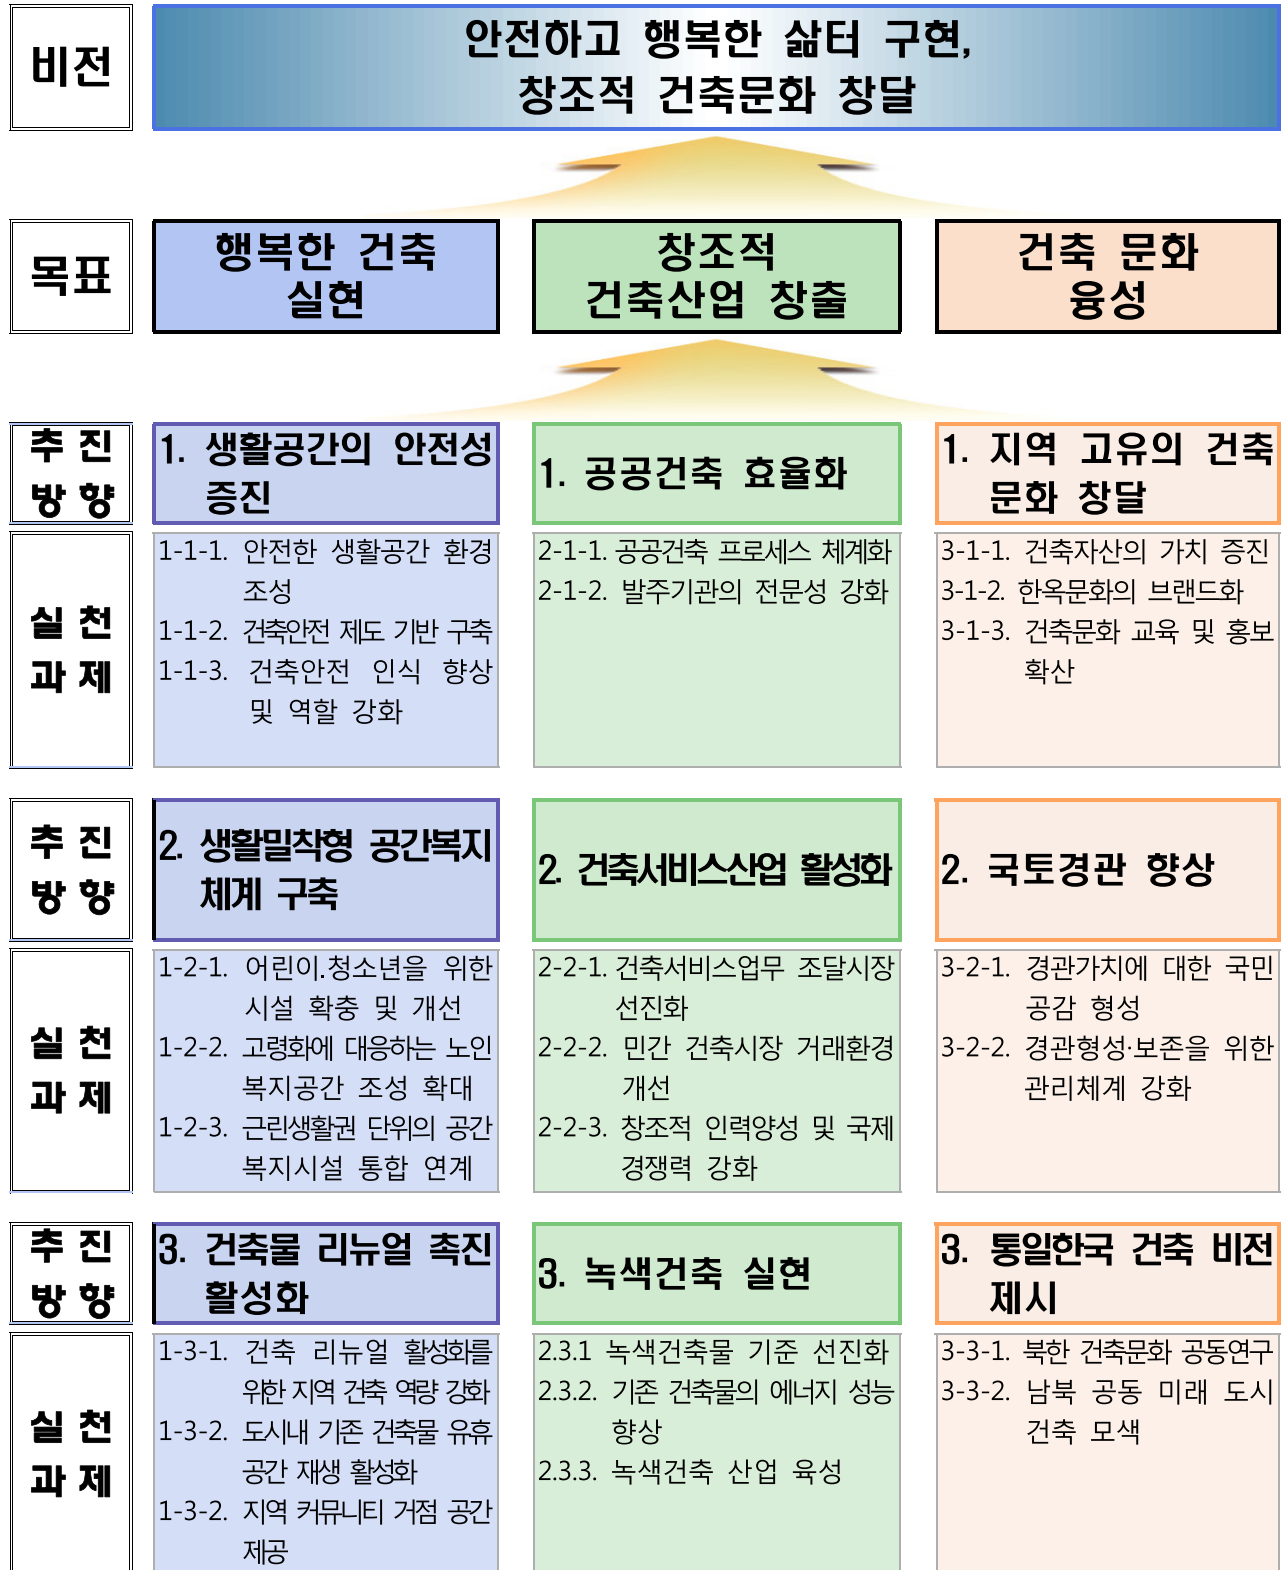 비전
안전하고 행복한 삶터 구현,
창조적 건축문화 창달
목표
행복한 건축
실현
창조적
건축산업 창출
건축 문화
융성
추 진
방 향
1. 생활공간의 안전성
증진
1. 공공건축 효율화
1. 지역 고유의 건축
문화 창달
실 천
과 제
1-1-1. 안전한 생활공간 환경
조성
1-1-2. 건축안전 제도 기반 구축
1-1-3. 건축안전 인식 향상
및 역할 강화
2-1-1. 공공건축 프로세스 체계화
2-1-2. 발주기관의 전문성 강화
3-1-1. 건축자산의 가치 증진
3-1-2. 한옥문화의 브랜드화
3-1-3. 건축문화 교육 및 홍보
확산
추 진
방 향
2. 생활밀착형 공간복지
체계 구축
2. 건축서비스산업 활성화
2. 국토경관 향상
실 천
과 제
1-2-1. 어린이.청소년을 위한
시설 확충 및 개선
1-2-2. 고령화에 대응하는 노인
복지공간 조성 확대
1-2-3. 근린생활권 단위의 공간
복지시설 통합 연계
2-2-1. 건축서비스업무 조달시장
선진화
2-2-2. 민간 건축시장 거래환경
개선
2-2-3. 창조적 인력양성 및 국제
경쟁력 강화
3-2-1. 경관가치에 대한 국민
공감 형성
3-2-2. 경관형성·보존을 위한
관리체계 강화
추 진
방 향
3. 건축물 리뉴얼 촉진
활성화
3. 녹색건축 실현
3. 통일한국 건축 비전
제시
실 천
과 제
1-3-1. 건축 리뉴얼 활성화를
위한 지역 건축 역량 강화
1-3-2. 도시내 기존 건축물 유휴
공간 재생 활성화
1-3-2. 지역 커뮤니티 거점 공간
제공
2.3.1 녹색건축물 기준 선진화
2.3.2. 기존 건축물의 에너지 성능
향상
2.3.3. 녹색건축 산업 육성
3-3-1. 북한 건축문화 공동연구
3-3-2. 남북 공동 미래 도시
건축 모색